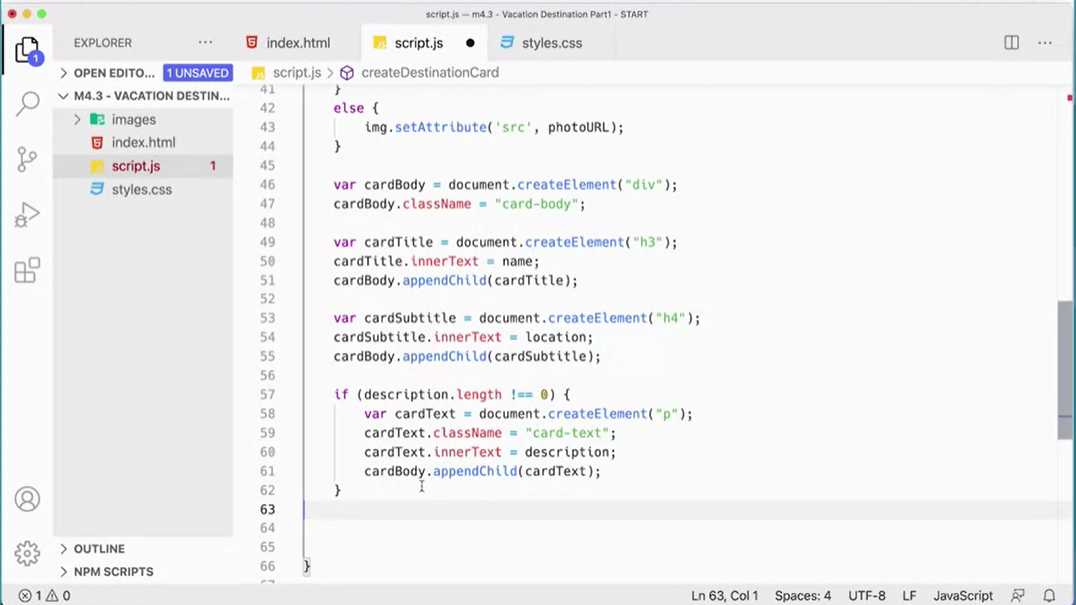 script.js — m4.3 - Vacation Destination Part1 - START
EXPLORER
index.html
script.js
styles.css
OPEN EDITO... 1 UNSAVED
script.js > createDestinationCard
M4.3 - VACATION DESTIN...
images
index.html
script.js 1
styles.css
OUTLINE
NPM SCRIPTS
1
41 }
42 else {
43 img.setAttribute('src', photoURL);
44 }
45
46 var cardBody = document.createElement("div");
47 cardBody.className = "card-body";
48
49 var cardTitle = document.createElement("h3");
50 cardTitle.innerText = name;
51 cardBody.appendChild(cardTitle);
52
53 var cardSubtitle = document.createElement("h4");
54 cardSubtitle.innerText = location;
55 cardBody.appendChild(cardSubtitle);
56
57 if (description.length !== 0) {
58 var cardText = document.createElement("p");
59 cardText.className = "card-text";
60 cardText.innerText = description;
61 cardBody.appendChild(cardText);
62 }
63
64
65
66 }
1 0 Ln 63, Col 1 Spaces: 4 UTF-8 LF JavaScript